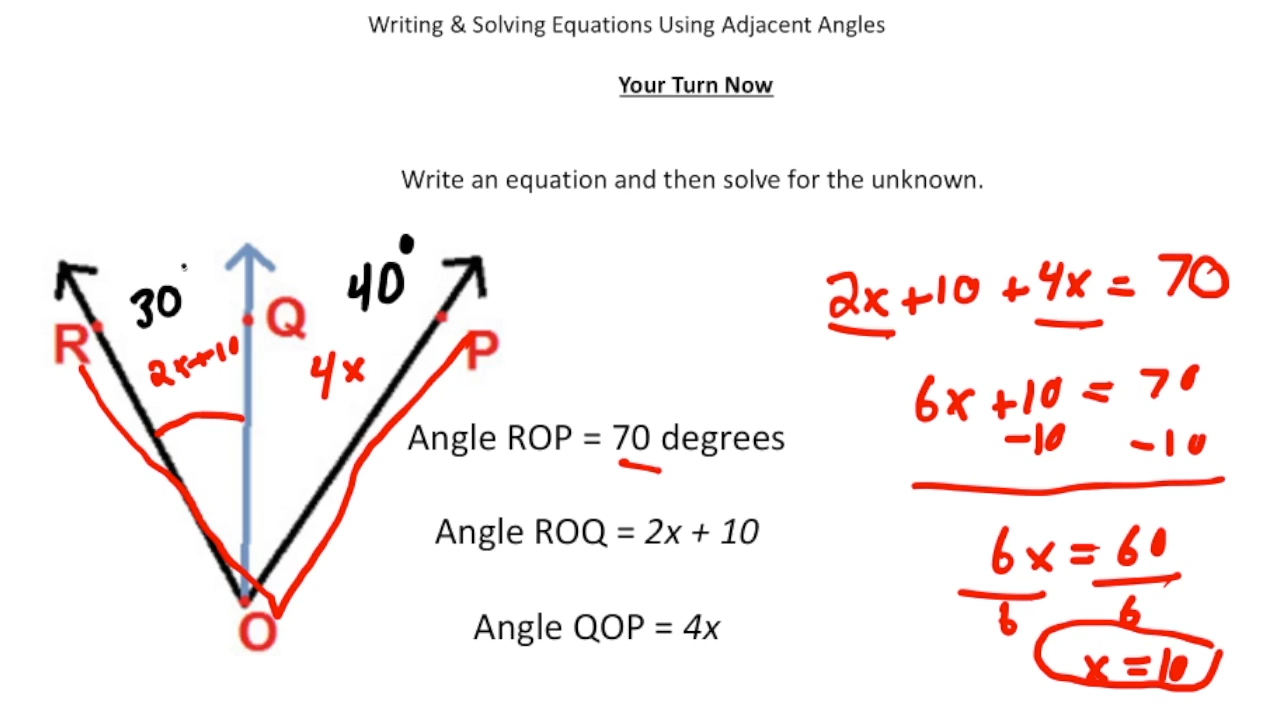 Writing & Solving Equations Using Adjacent Angles
Your Turn Now
Write an equation and then solve for the unknown.
30°
40°
R
Q
P
2x+10
4x
O
Angle ROP = 70 degrees
Angle ROQ = 2x + 10
Angle QOP = 4x
2x +10 +4x = 70
6x +10 = 70
-10 -10
6x = 60
6 6
x = 10